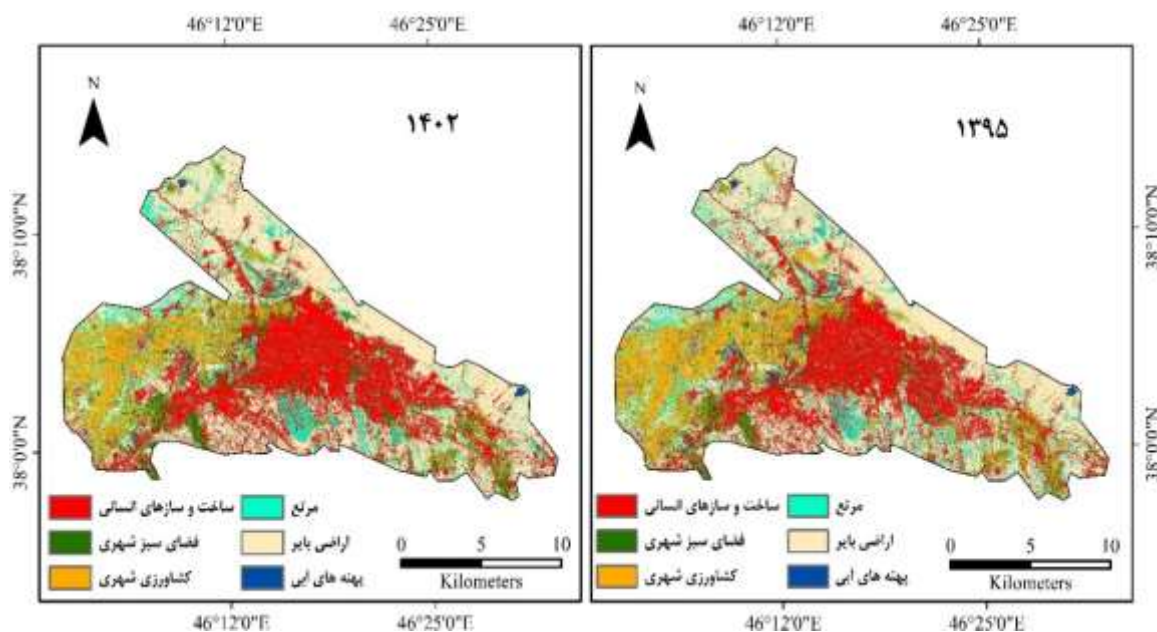 46°12'0"E 46°25'0"E 46°12'0"E 46°25'0"E
N
۱۴۰۲
N
۱۳۹۵
38°10'0"N
38°0'0"N
38°10'0"N
38°0'0"N
ساخت و سازهای انسانی
مرتع
فضای سبز شهری
اراضی بایر
کشاورزی شهری
پهنه های آبی
0 5 10
Kilometers
ساخت و سازهای انسانی
مرتع
فضای سبز شهری
اراضی بایر
کشاورزی شهری
پهنه های آبی
0 5 10
Kilometers
46°12'0"E 46°25'0"E 46°12'0"E 46°25'0"E